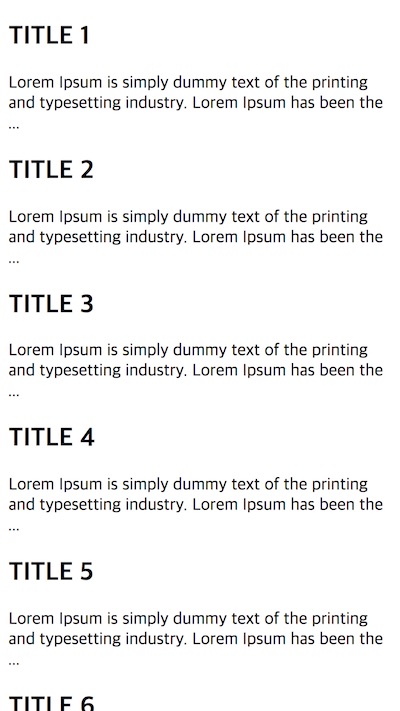 TITLE 1
Lorem Ipsum is simply dummy text of the printing
and typesetting industry. Lorem Ipsum has been the
...
TITLE 2
Lorem Ipsum is simply dummy text of the printing
and typesetting industry. Lorem Ipsum has been the
...
TITLE 3
Lorem Ipsum is simply dummy text of the printing
and typesetting industry. Lorem Ipsum has been the
...
TITLE 4
Lorem Ipsum is simply dummy text of the printing
and typesetting industry. Lorem Ipsum has been the
...
TITLE 5
Lorem Ipsum is simply dummy text of the printing
and typesetting industry. Lorem Ipsum has been the
...
TITLE 6